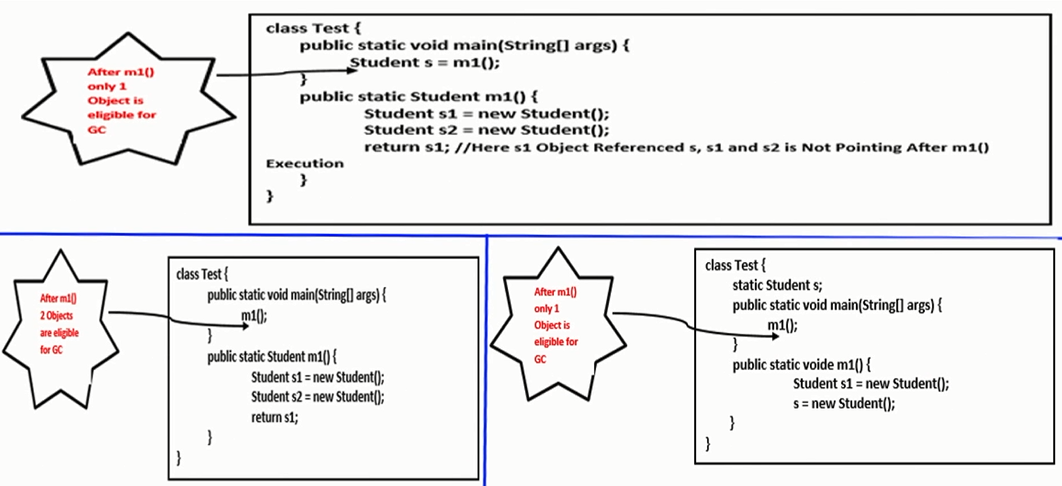 After m1()
only 1
Object is
eligible for
GC
class Test {
public static void main(String[] args) {
Student s = m1();
}
public static Student m1() {
Student s1 = new Student();
Student s2 = new Student();
return s1; //Here s1 Object Referenced s, s1 and s2 is Not Pointing After m1()
Execution
}
}
After m1()
2 Objects
are eligible
for GC
class Test {
public static void main(String[] args) {
m1();
}
public static Student m1() {
Student s1 = new Student();
Student s2 = new Student();
return s1;
}
}
After m1()
only 1
Object is
eligible for
GC
class Test {
static Student s;
public static void main(String[] args) {
m1();
}
public static voide m1() {
Student s1 = new Student();
s = new Student();
}
}